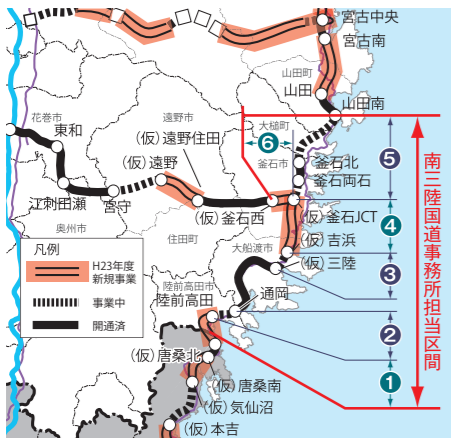 宮古中央
宮古南
山田町
山田
山田南
花巻市
遠野市
大槌町
東和
(仮)遠野住田
⑥
釜石市
釜石北
(仮)遠野
釜石両石
⑤
江刺田瀬
宮守
(仮)釜石西
(仮)釜石JCT
④
奥州市
住田町
(仮)吉浜
大船渡市
(仮)三陸
③
凡例
H23年度
新規事業
事業中
開通済
陸前高田市
陸前高田
通岡
②
(仮)唐桑北
①
(仮)唐桑南
(仮)気仙沼
(仮)本吉
南三陸国道事務所担当区間